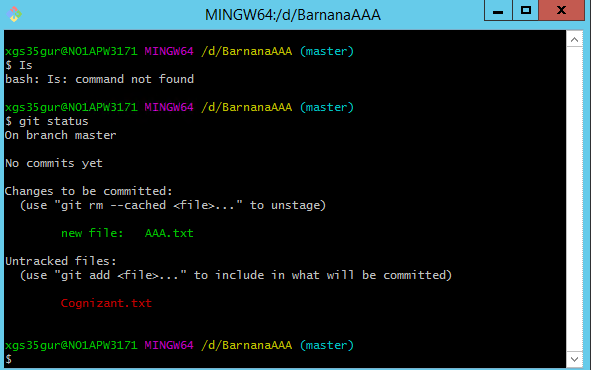 MINGW64:/d/BarnanaAAA
xgs35gur@NO1APW3171 MINGW64 /d/BarnanaAAA (master)
$ Is
bash: Is: command not found
xgs35gur@NO1APW3171 MINGW64 /d/BarnanaAAA (master)
$ git status
On branch master
No commits yet
Changes to be committed:
(use "git rm --cached <file>..." to unstage)
new file: AAA.txt
Untracked files:
(use "git add <file>..." to include in what will be committed)
Cognizant.txt
xgs35gur@NO1APW3171 MINGW64 /d/BarnanaAAA (master)
$